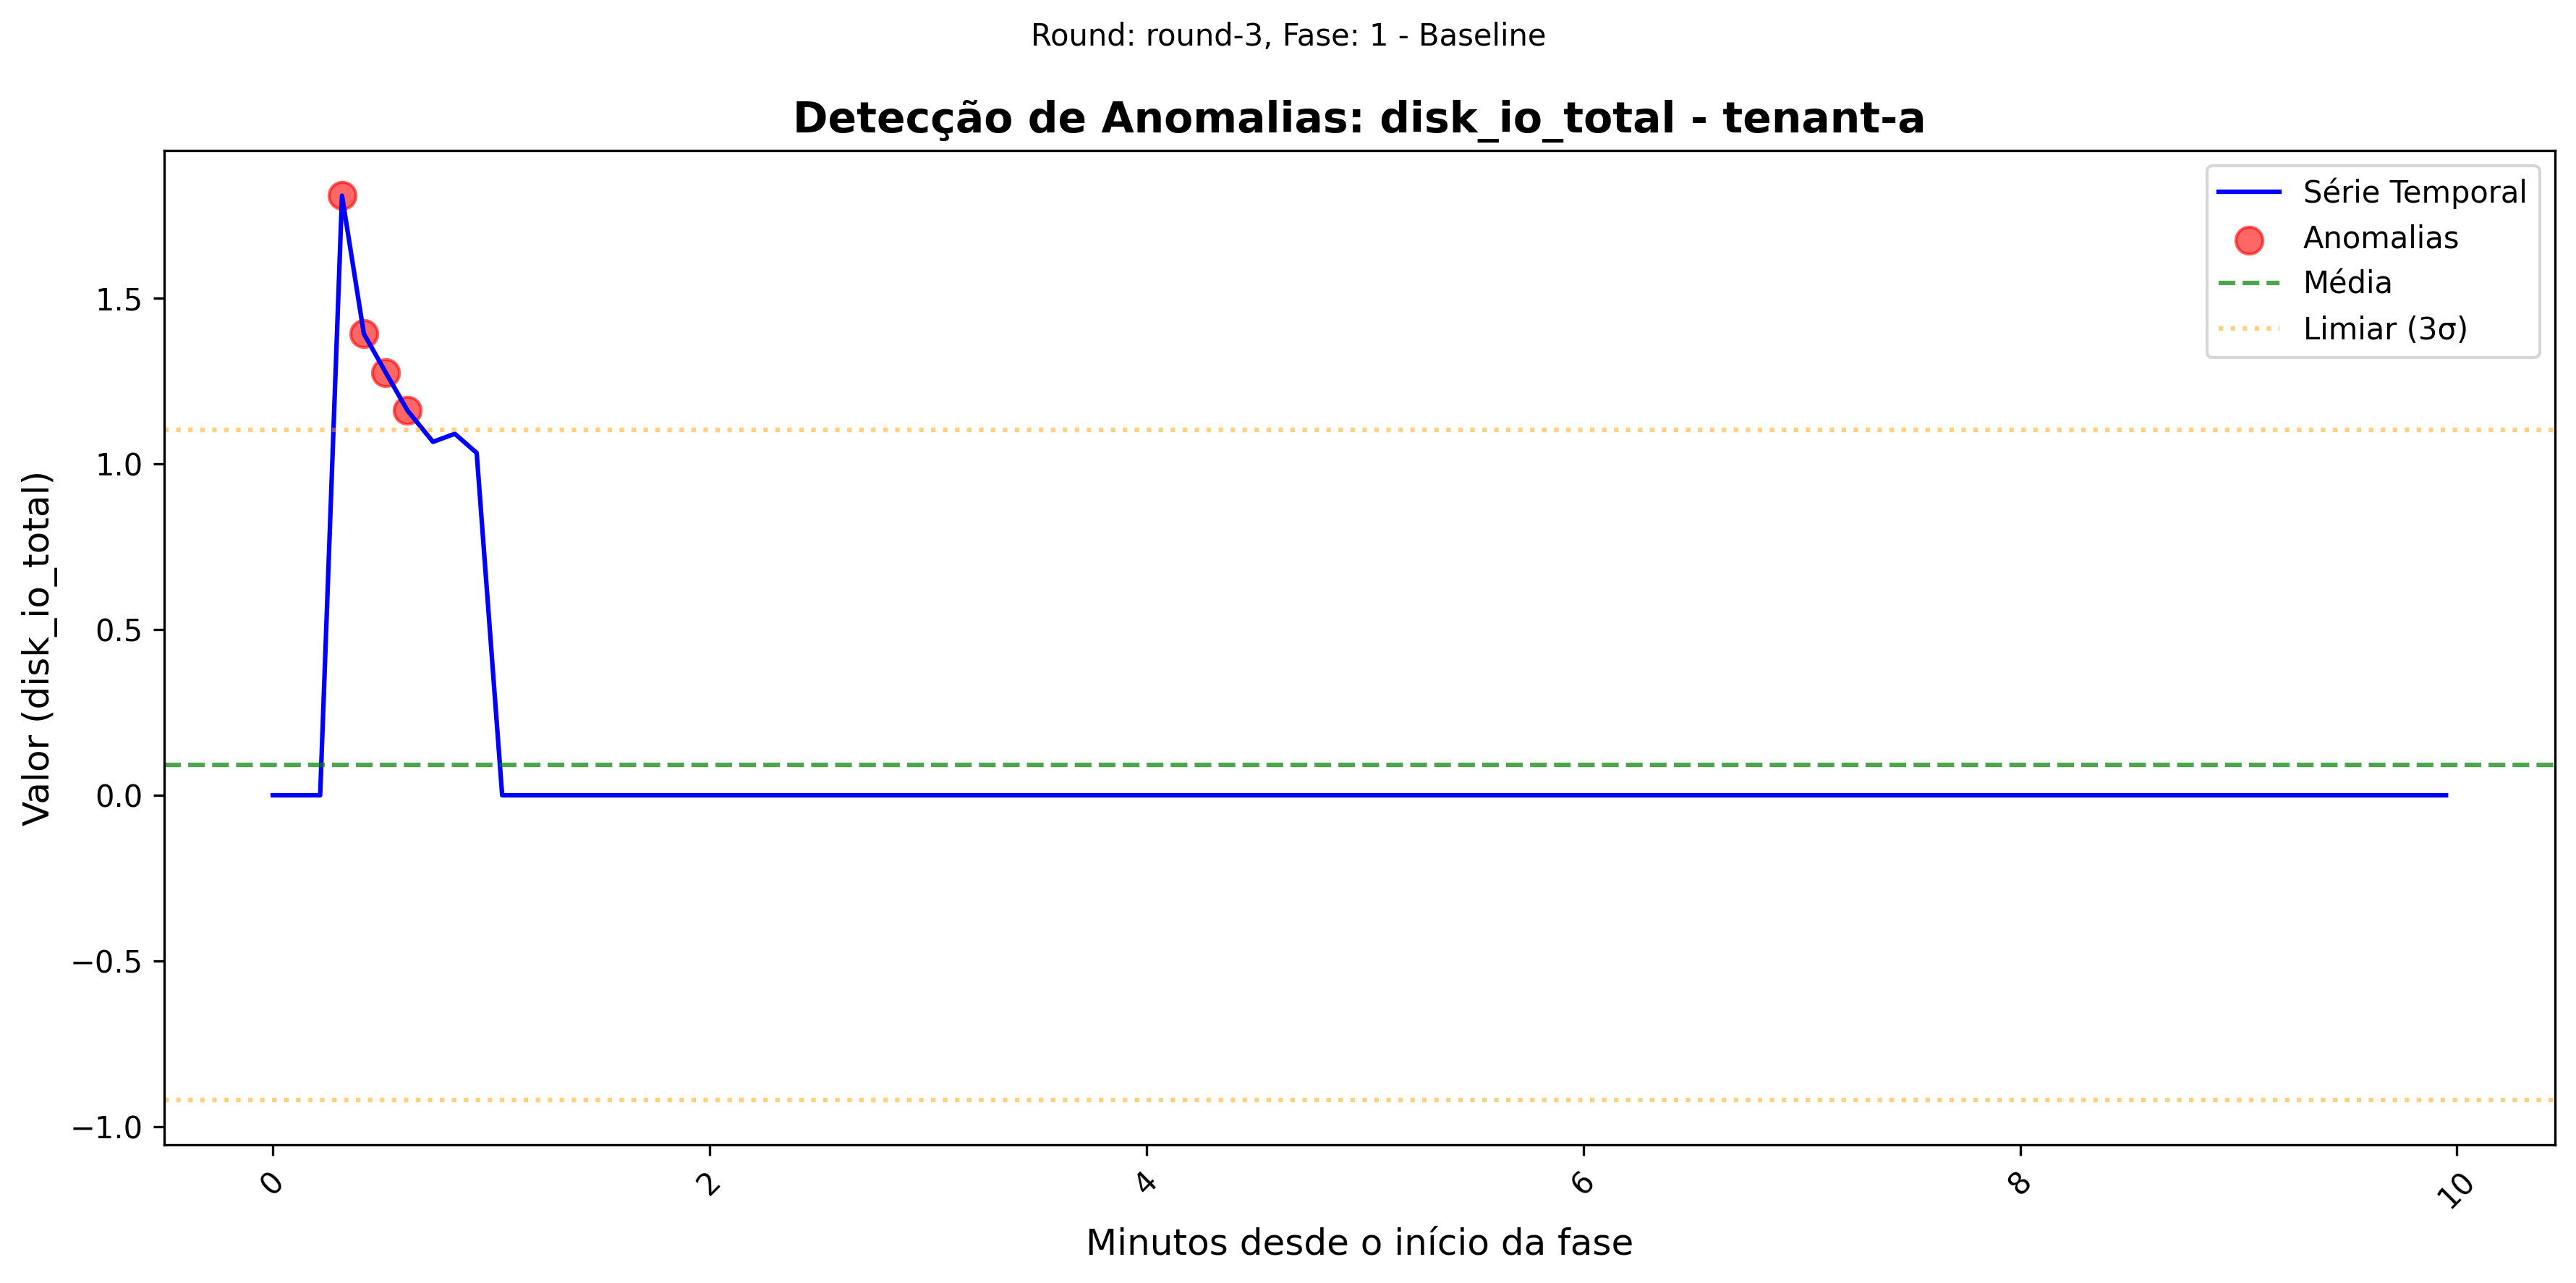 Round: round-3, Fase: 1 - Baseline
Detecção de Anomalias: disk_io_total - tenant-a
Série Temporal
Anomalias
Média
Limiar (3σ)
Valor (disk_io_total)
1.5
1.0
0.5
0.0
−0.5
−1.0
0
2
4
6
8
10
Minutos desde o início da fase